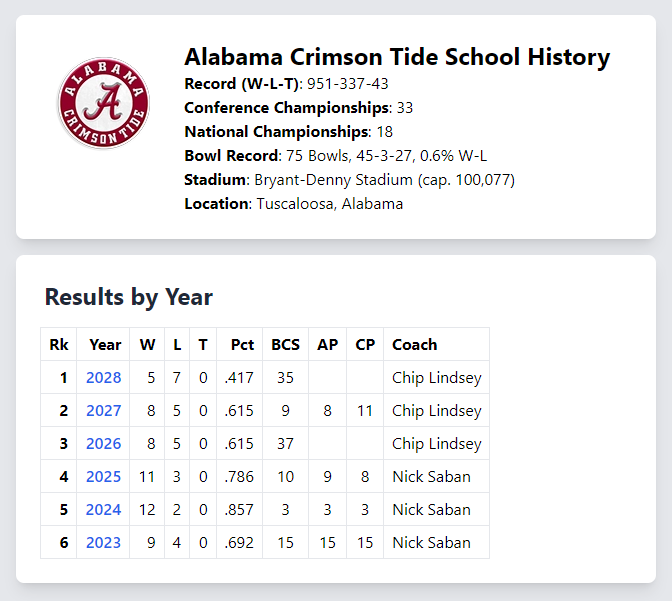 ALABAMA
A
CRIMSON TIDE
Alabama Crimson Tide School History
Record (W-L-T): 951-337-43
Conference Championships: 33
National Championships: 18
Bowl Record: 75 Bowls, 45-3-27, 0.6% W-L
Stadium: Bryant-Denny Stadium (cap. 100,077)
Location: Tuscaloosa, Alabama
Results by Year
Rk Year W L T Pct BCS AP CP Coach
1 2028 5 7 0 .417 35 Chip Lindsey
2 2027 8 5 0 .615 9 8 11 Chip Lindsey
3 2026 8 5 0 .615 37 Chip Lindsey
4 2025 11 3 0 .786 10 9 8 Nick Saban
5 2024 12 2 0 .857 3 3 3 Nick Saban
6 2023 9 4 0 .692 15 15 15 Nick Saban